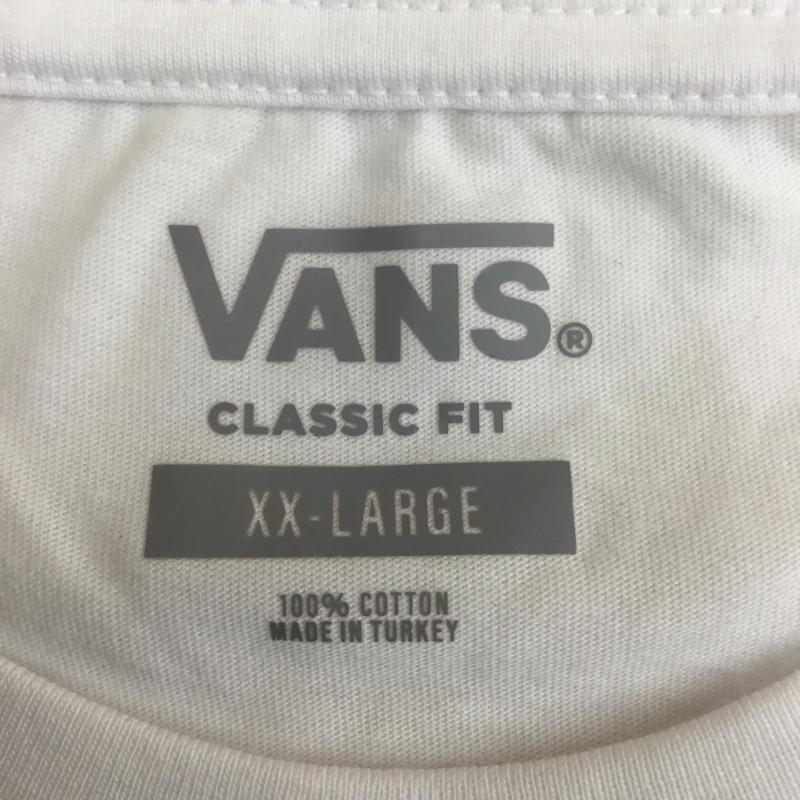 VANS®
CLASSIC FIT
XX-LARGE
100% COTTON
MADE IN TURKEY